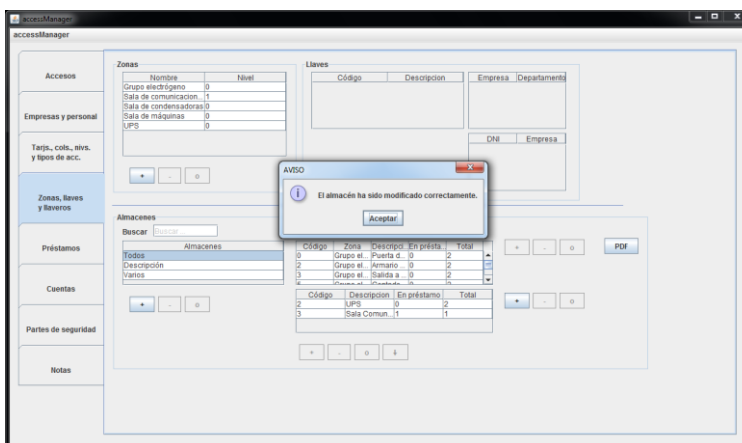 accessManager
accessManager
Accesos
Empresas y personal
Tarjs., cols., nivs.
y tipos de acc.
Zonas, llaves
y llaveros
Préstamos
Cuentas
Partes de seguridad
Notas
Zonas
Nombre Nivel
Grupo electrógeno 0
Sala de comunicacion... 1
Sala de condensadoras 0
Sala de máquinas 0
UPS 0
+ - o
Llaves
Código Descripcion
Empresa Departamento
DNI Empresa
AVISO
El almacén ha sido modificado correctamente.
Aceptar
Almacenes
Buscar Buscar ...
Almacenes
Todos
Descripción
Varios
+ - o
Código Zona Descripci... En présta... Total
0 Grupo el... Puerta d... 0 2
2 Grupo el... Armario ... 0 2
3 Grupo el... Salida a ... 0 2
+ - o
PDF
Código Descripcion En préstamo Total
2 UPS 0 2
3 Sala Comun... 1 1
+ - o
+ - o